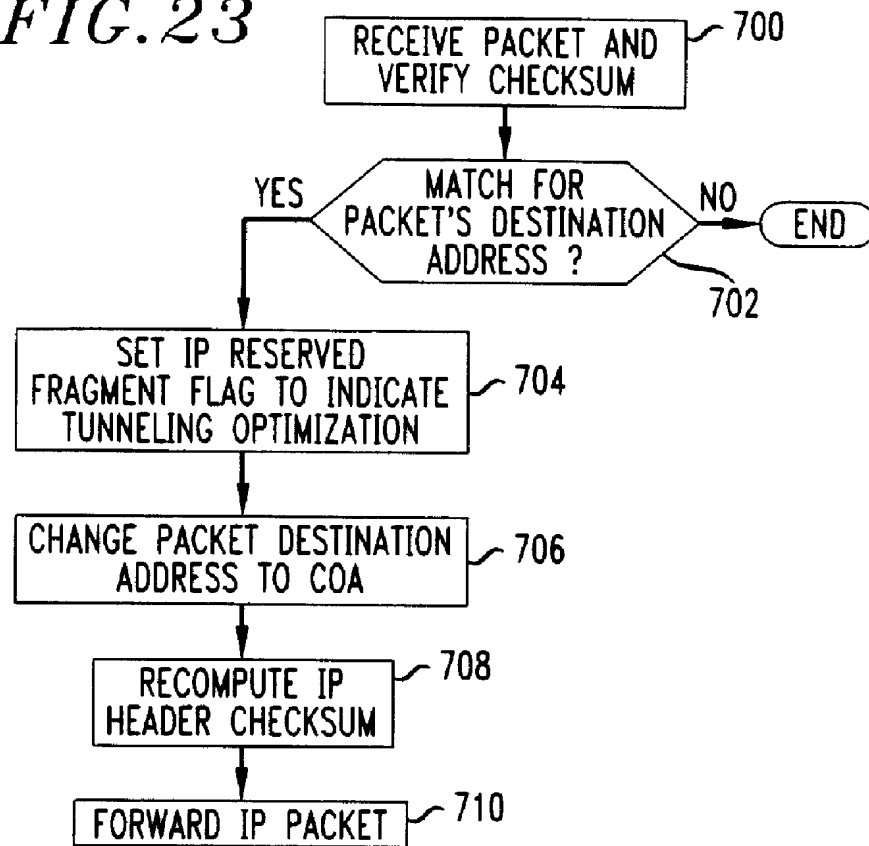 FIG.23
RECEIVE PACKET AND
VERIFY CHECKSUM
700
MATCH FOR
PACKET'S DESTINATION
ADDRESS ?
702
YES
NO
END
SET IP RESERVED
FRAGMENT FLAG TO INDICATE
TUNNELING OPTIMIZATION
704
CHANGE PACKET DESTINATION
ADDRESS TO COA
706
RECOMPUTE IP
HEADER CHECKSUM
708
FORWARD IP PACKET
710